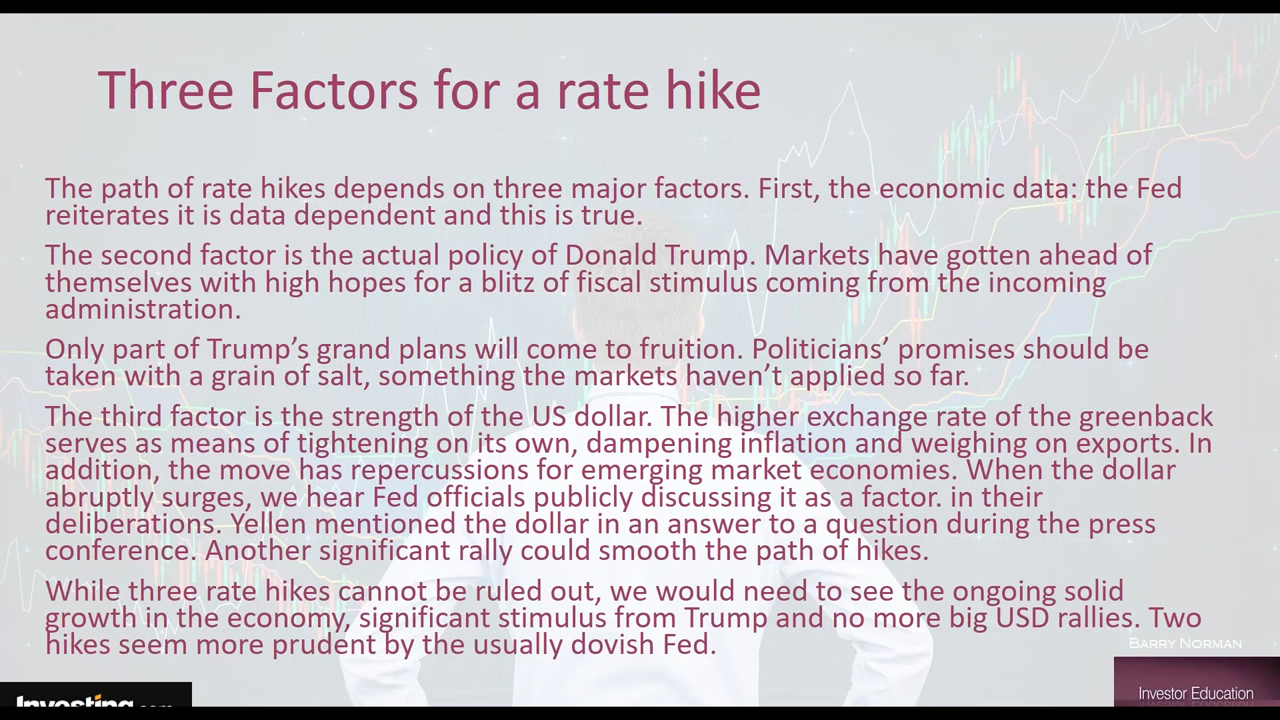 Three Factors for a rate hike
The path of rate hikes depends on three major factors. First, the economic data: the Fed
reiterates it is data dependent and this is true.
The second factor is the actual policy of Donald Trump. Markets have gotten ahead of
themselves with high hopes for a blitz of fiscal stimulus coming from the incoming
administration.
Only part of Trump’s grand plans will come to fruition. Politicians’ promises should be
taken with a grain of salt, something the markets haven’t applied so far.
The third factor is the strength of the US dollar. The higher exchange rate of the greenback
serves as means of tightening on its own, dampening inflation and weighing on exports. In
addition, the move has repercussions for emerging market economies. When the dollar
abruptly surges, we hear Fed officials publicly discussing it as a factor. in their
deliberations. Yellen mentioned the dollar in an answer to a question during the press
conference. Another significant rally could smooth the path of hikes.
While three rate hikes cannot be ruled out, we would need to see the ongoing solid
growth in the economy, significant stimulus from Trump and no more big USD rallies. Two
hikes seem more prudent by the usually dovish Fed.
Barry Norman
Investing.com
Investor Education